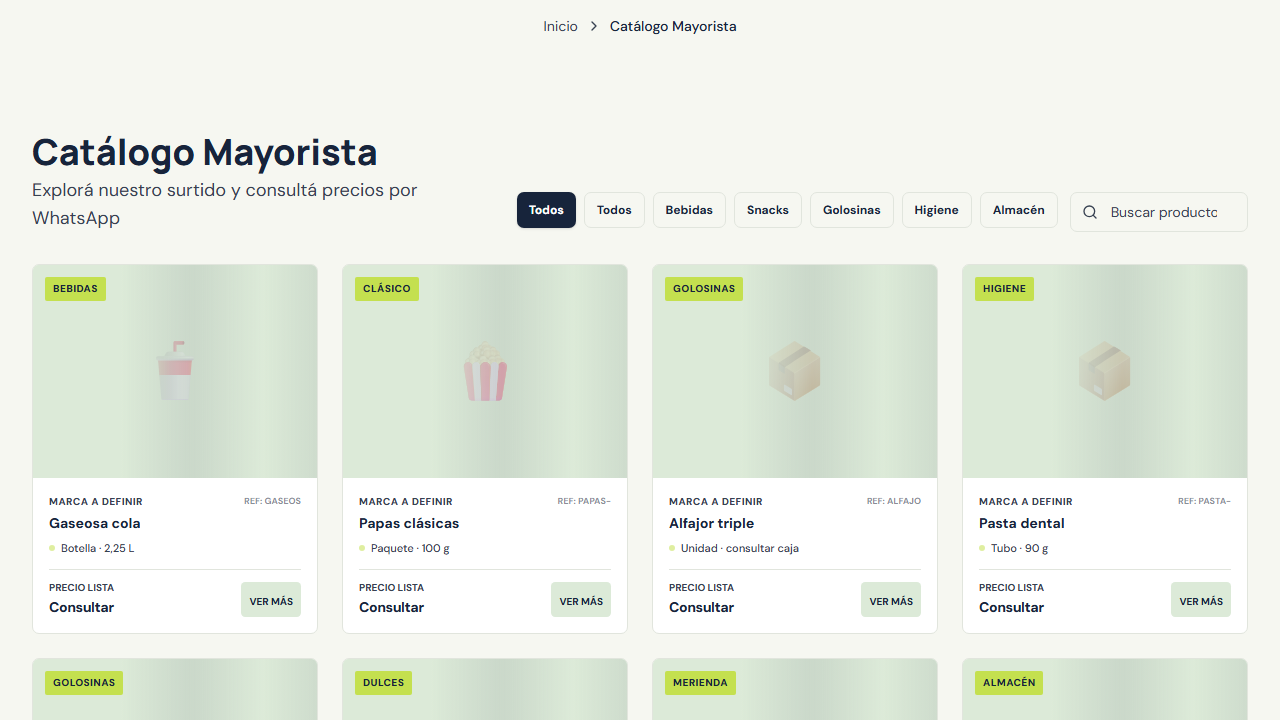 Inicio > Catálogo Mayorista
Catálogo Mayorista
Explorá nuestro surtido y consultá precios por
WhatsApp
Todos Todos Bebidas Snacks Golosinas Higiene Almacén
BEBIDAS CLÁSICO GOLOSINAS HIGIENE
MARCA A DEFINIR REF: GASEOS MARCA A DEFINIR REF: PAPAS- MARCA A DEFINIR REF: ALFAJO MARCA A DEFINIR REF: PASTA-
Gaseosa cola Papas clásicas Alfajor triple Pasta dental
Botella · 2,25 L Paquete · 100 g Unidad · consultar caja Tubo · 90 g
PRECIO LISTA PRECIO LISTA PRECIO LISTA PRECIO LISTA
Consultar VER MÁS Consultar VER MÁS Consultar VER MÁS Consultar VER MÁS
GOLOSINAS DULCES MERIENDA ALMACÉN